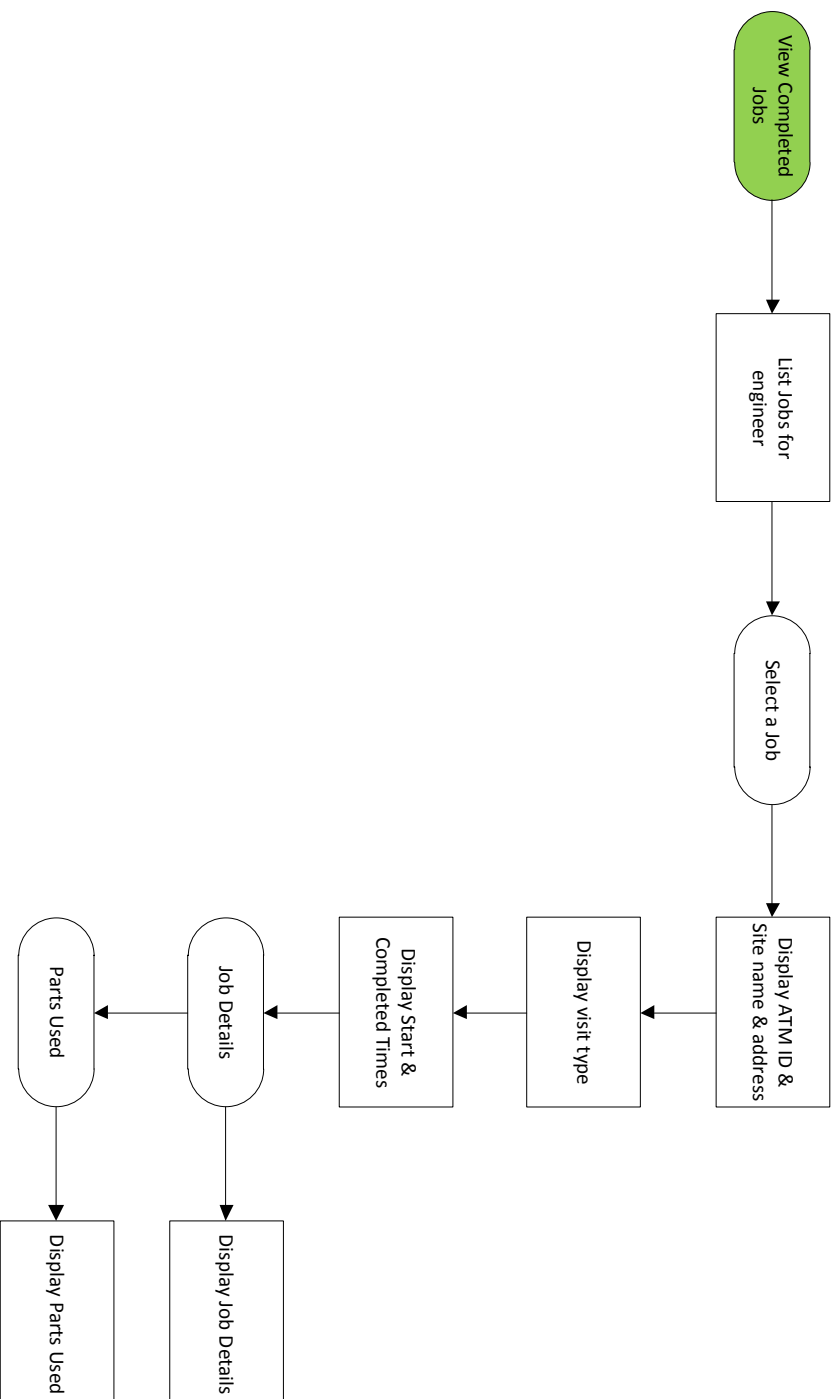 View Completed
Jobs
List Jobs for
engineer
Select a Job
Display ATM ID &
Site name & address
Display visit type
Display Start &
Completed Times
Job Details
Display Job Details
Parts Used
Display Parts Used